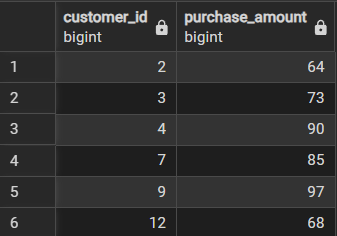 customer_id purchase_amount
bigint bigint
1 2 64
2 3 73
3 4 90
4 7 85
5 9 97
6 12 68